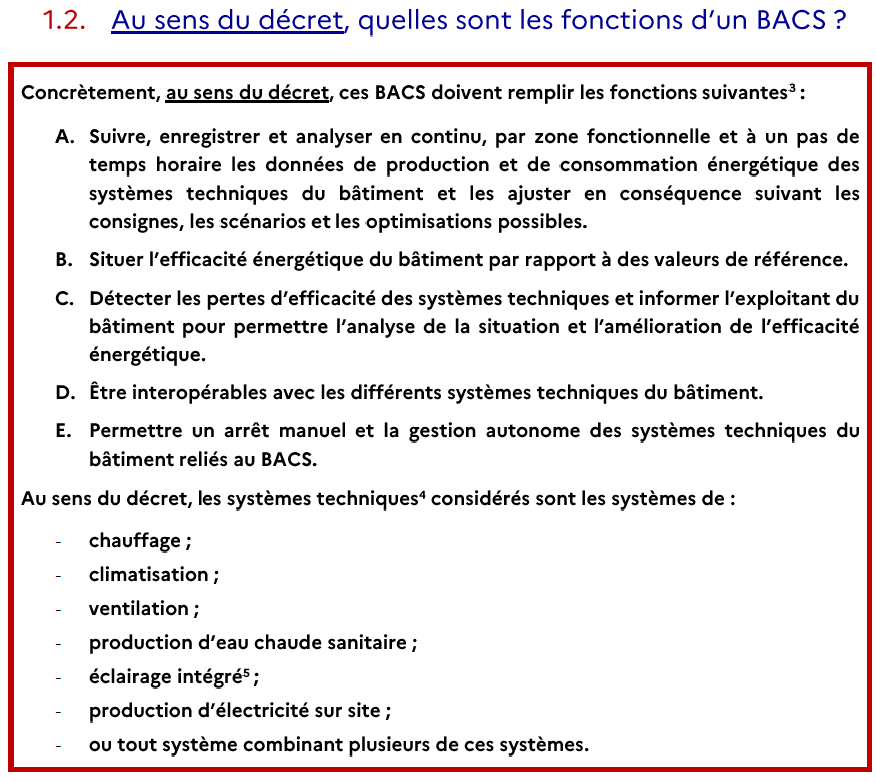 1.2. Au sens du décret, quelles sont les fonctions d’un BACS ?
Concrètement, au sens du décret, ces BACS doivent remplir les fonctions suivantes³ :
A. Suivre, enregistrer et analyser en continu, par zone fonctionnelle et à un pas de
temps horaire les données de production et de consommation énergétique des
systèmes techniques du bâtiment et les ajuster en conséquence suivant les
consignes, les scénarios et les optimisations possibles.
B. Situer l’efficacité énergétique du bâtiment par rapport à des valeurs de référence.
C. Détecter les pertes d’efficacité des systèmes techniques et informer l’exploitant du
bâtiment pour permettre l’analyse de la situation et l’amélioration de l’efficacité
énergétique.
D. Être interopérables avec les différents systèmes techniques du bâtiment.
E. Permettre un arrêt manuel et la gestion autonome des systèmes techniques du
bâtiment reliés au BACS.
Au sens du décret, les systèmes techniques⁴ considérés sont les systèmes de :
- chauffage ;
- climatisation ;
- ventilation ;
- production d’eau chaude sanitaire ;
- éclairage intégré⁵ ;
- production d’électricité sur site ;
- ou tout système combinant plusieurs de ces systèmes.